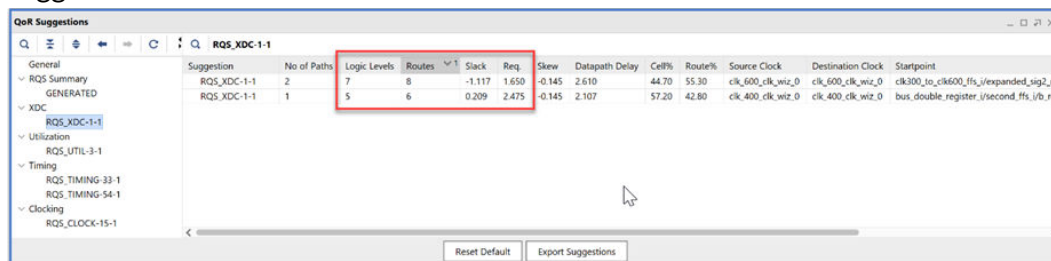 QoR Suggestions
RQS_XDC-1-1
General
RQS Summary
GENERATED
XDC
RQS_XDC-1-1
Utilization
RQS_UTIL-3-1
Timing
RQS_TIMING-33-1
RQS_TIMING-54-1
Clocking
RQS_CLOCK-15-1
Suggestion No of Paths Logic Levels Routes 1 Slack Req. Skew Datapath Delay Cell% Route% Source Clock Destination Clock Startpoint
RQS_XDC-1-1 2 7 8 -1.117 1.650 -0.145 2.610 44.70 55.30 clk_600_clk_wiz_0 clk_600_clk_wiz_0 clk300_to_clk600_ffs_i/expanded_sig2_
RQS_XDC-1-1 1 5 6 0.209 2.475 -0.145 2.107 57.20 42.80 clk_400_clk_wiz_0 clk_400_clk_wiz_0 bus_double_register_i/second_ffs_i/b_r
Reset Default Export Suggestions